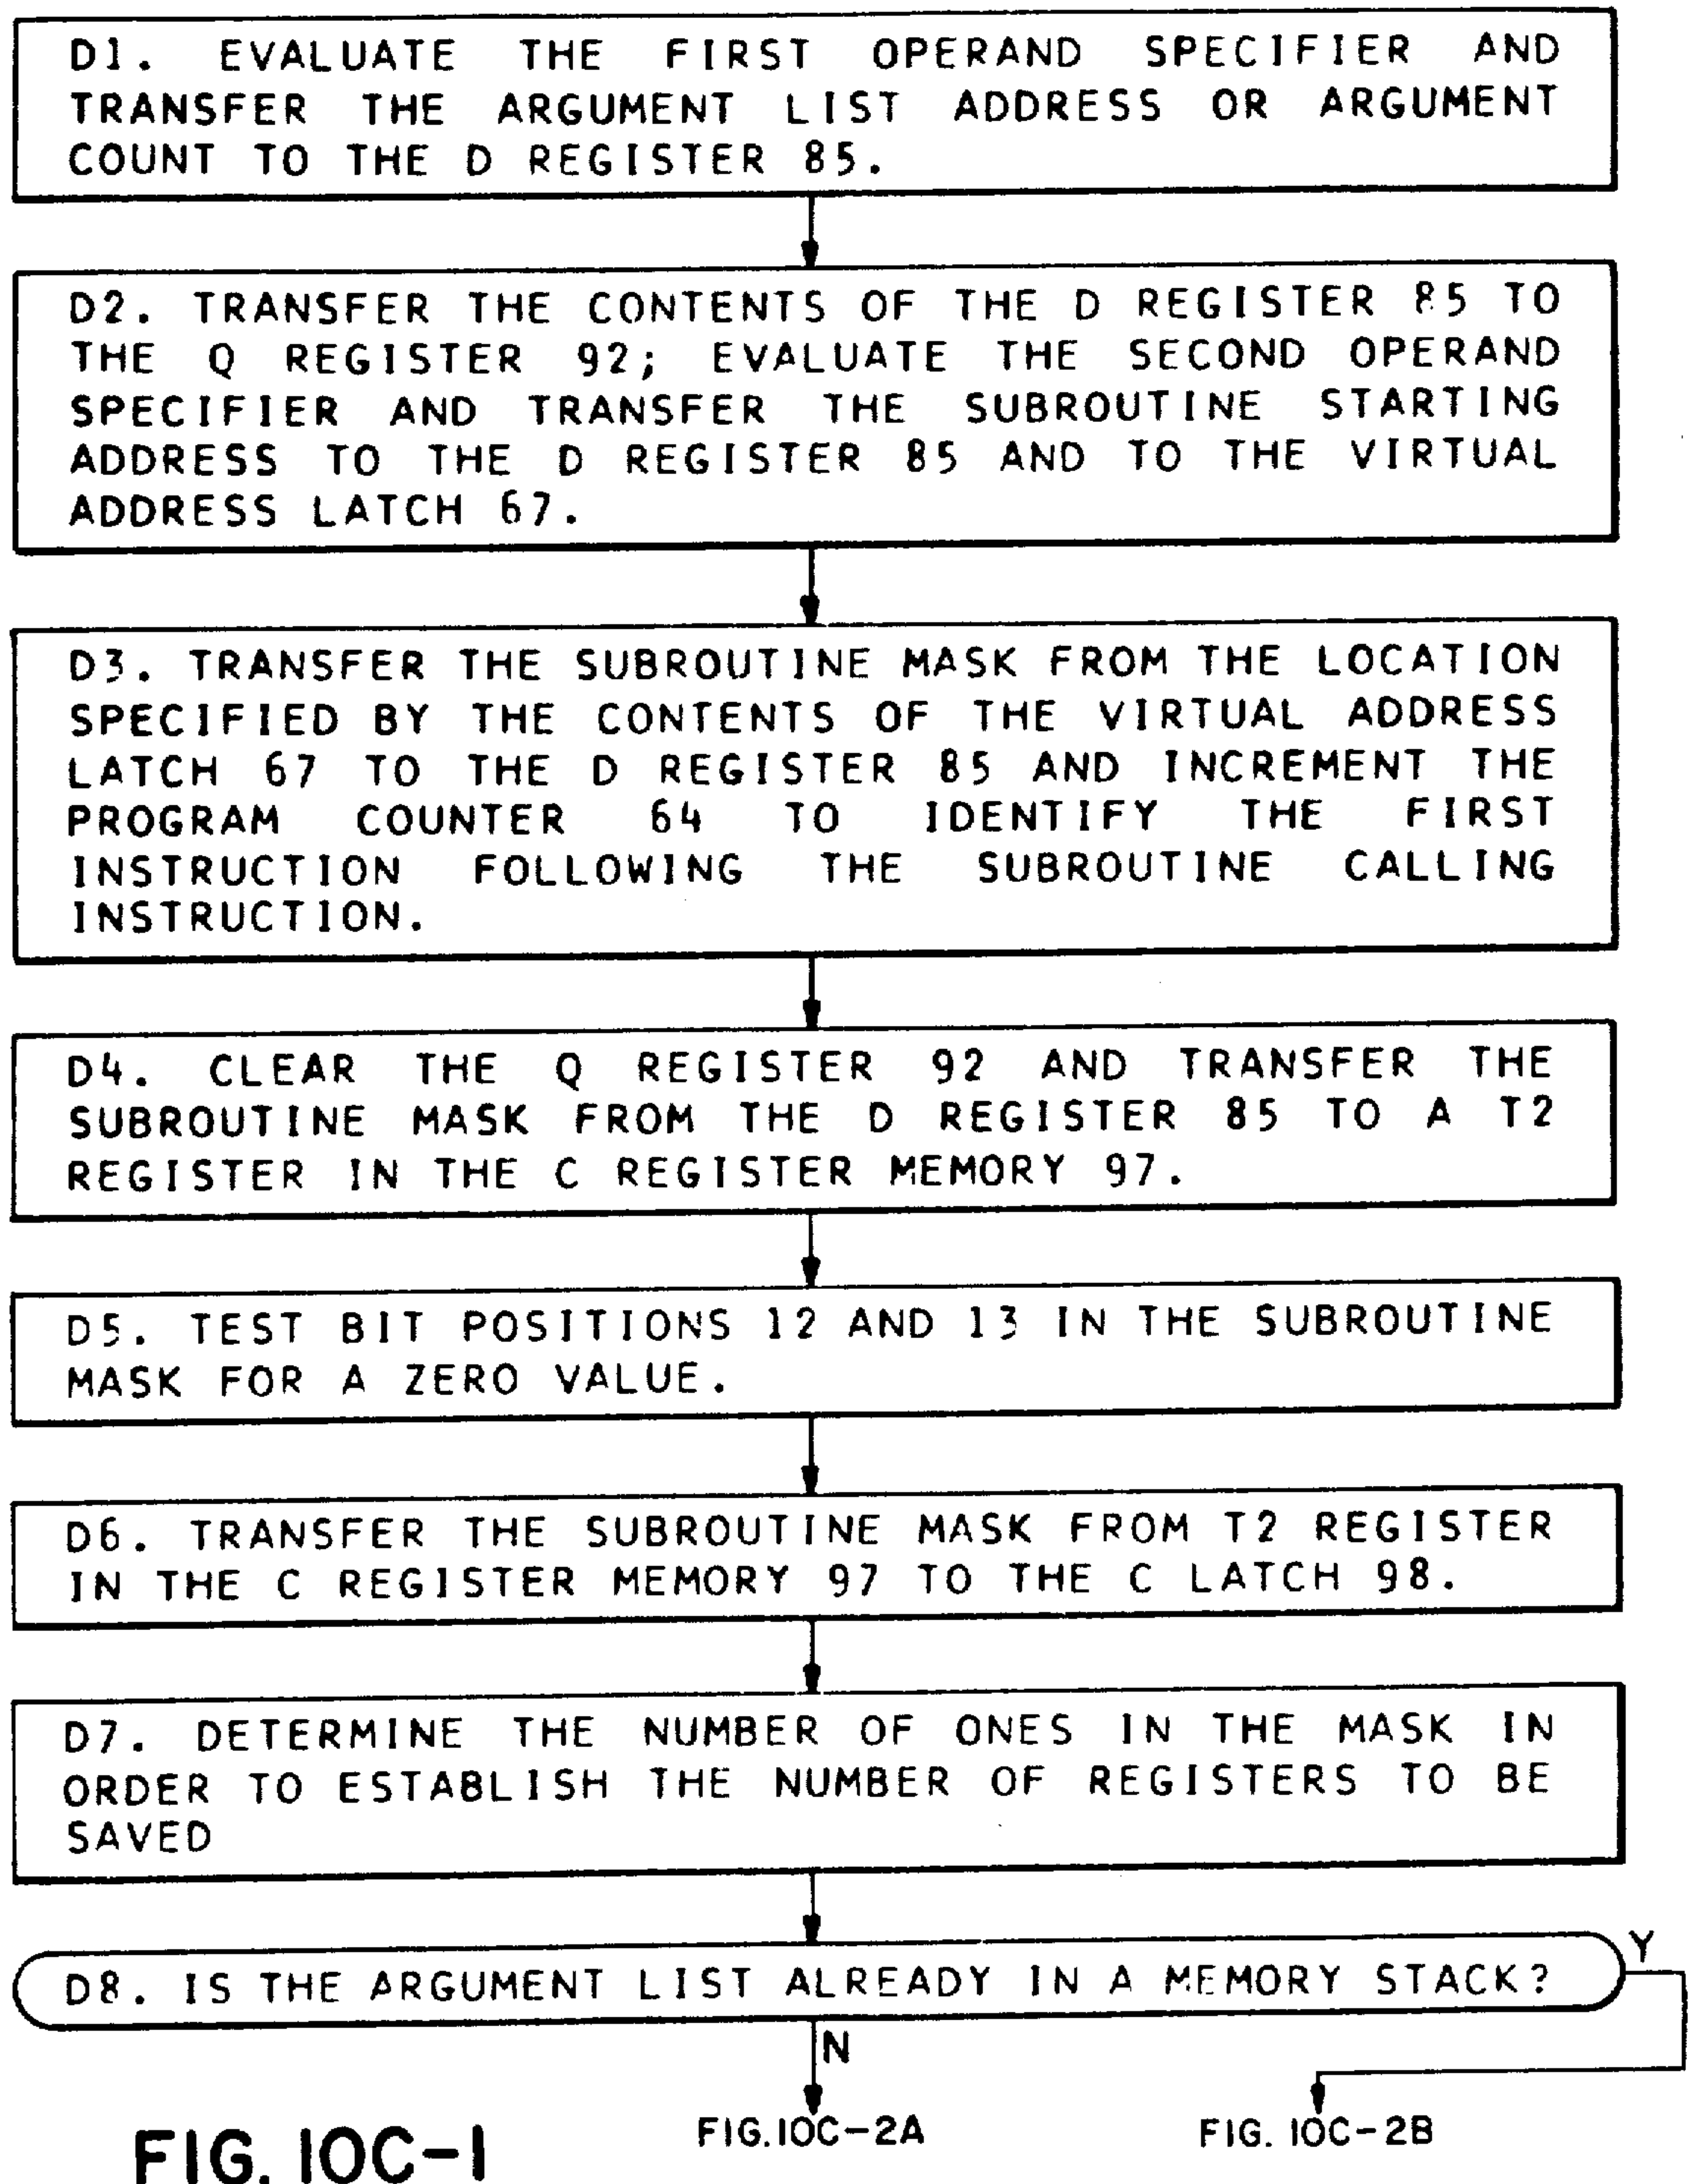 D1. EVALUATE THE FIRST OPERAND SPECIFIER AND
TRANSFER THE ARGUMENT LIST ADDRESS OR ARGUMENT
COUNT TO THE D REGISTER 85.
D2. TRANSFER THE CONTENTS OF THE D REGISTER 85 TO
THE Q REGISTER 92; EVALUATE THE SECOND OPERAND
SPECIFIER AND TRANSFER THE SUBROUTINE STARTING
ADDRESS TO THE D REGISTER 85 AND TO THE VIRTUAL
ADDRESS LATCH 67.
D3. TRANSFER THE SUBROUTINE MASK FROM THE LOCATION
SPECIFIED BY THE CONTENTS OF THE VIRTUAL ADDRESS
LATCH 67 TO THE D REGISTER 85 AND INCREMENT THE
PROGRAM COUNTER 64 TO IDENTIFY THE FIRST
INSTRUCTION FOLLOWING THE SUBROUTINE CALLING
INSTRUCTION.
D4. CLEAR THE Q REGISTER 92 AND TRANSFER THE
SUBROUTINE MASK FROM THE D REGISTER 85 TO A T2
REGISTER IN THE C REGISTER MEMORY 97.
D5. TEST BIT POSITIONS 12 AND 13 IN THE SUBROUTINE
MASK FOR A ZERO VALUE.
D6. TRANSFER THE SUBROUTINE MASK FROM T2 REGISTER
IN THE C REGISTER MEMORY 97 TO THE C LATCH 98.
D7. DETERMINE THE NUMBER OF ONES IN THE MASK IN
ORDER TO ESTABLISH THE NUMBER OF REGISTERS TO BE
SAVED
D8. IS THE ARGUMENT LIST ALREADY IN A MEMORY STACK?
Y
N
FIG.10C-2A
FIG. 10C-2B
FIG. 10C-1